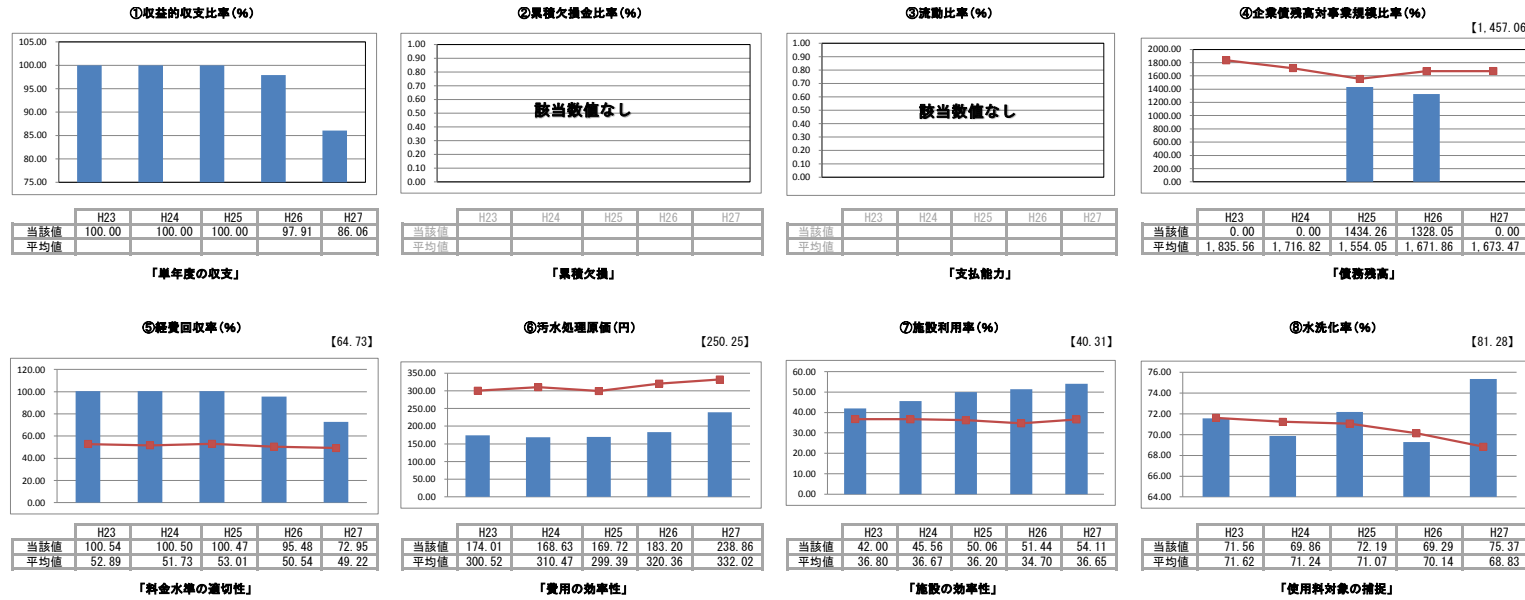 ①収益的収支比率(%)
105.00
100.00
95.00
90.00
85.00
80.00
75.00
H23 H24 H25 H26 H27
当該値 100.00 100.00 100.00 97.91 86.06
平均値
「単年度の収支」
②累積欠損金比率(%)
1.00
0.90
0.80
0.70
0.60
0.50
0.40
0.30
0.20
0.10
0.00
該当数値なし
H23 H24 H25 H26 H27
当該値
平均値
「累積欠損」
③流動比率(%)
1.00
0.90
0.80
0.70
0.60
0.50
0.40
0.30
0.20
0.10
0.00
該当数値なし
H23 H24 H25 H26 H27
当該値
平均値
「支払能力」
④企業債残高対事業規模比率(%)
【1,457.06
2000.00
1800.00
1600.00
1400.00
1200.00
1000.00
800.00
600.00
400.00
200.00
0.00
H23 H24 H25 H26 H27
当該値 0.00 0.00 1434.26 1328.05 0.00
平均値 1,835.56 1,716.82 1,554.05 1,671.86 1,673.47
「債務残高」
⑤経費回収率(%)
【64.73】
120.00
100.00
80.00
60.00
40.00
20.00
0.00
H23 H24 H25 H26 H27
当該値 100.54 100.50 100.47 95.48 72.95
平均値 52.89 51.73 53.01 50.54 49.22
「料金水準の適切性」
⑥汚水処理原価(円)
【250.25】
350.00
300.00
250.00
200.00
150.00
100.00
50.00
0.00
H23 H24 H25 H26 H27
当該値 174.01 168.63 169.72 183.20 238.86
平均値 300.52 310.47 299.39 320.36 332.02
「費用の効率性」
⑦施設利用率(%)
【40.31】
60.00
50.00
40.00
30.00
20.00
10.00
0.00
H23 H24 H25 H26 H27
当該値 42.00 45.56 50.06 51.44 54.11
平均値 36.80 36.67 36.20 34.70 36.65
「施設の効率性」
⑧水洗化率(%)
【81.28】
76.00
74.00
72.00
70.00
68.00
66.00
64.00
H23 H24 H25 H26 H27
当該値 71.56 69.86 72.19 69.29 75.37
平均値 71.62 71.24 71.07 70.14 68.83
「使用料対象の捕捉」